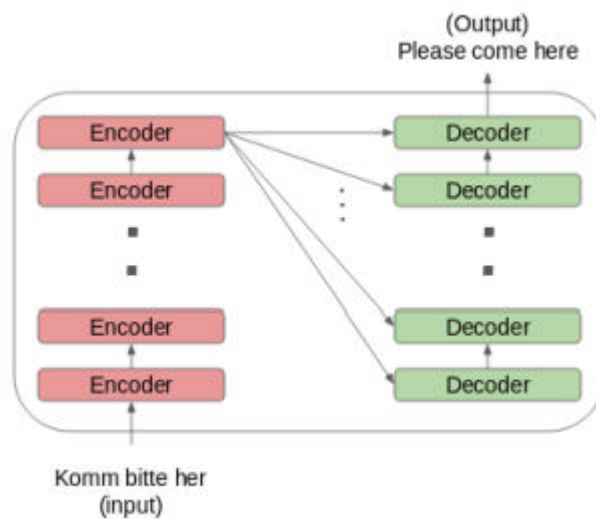 (Output)
Please come here
Encoder
Decoder
Encoder
Decoder
Encoder
Decoder
Encoder
Decoder
Komm bitte her
(input)